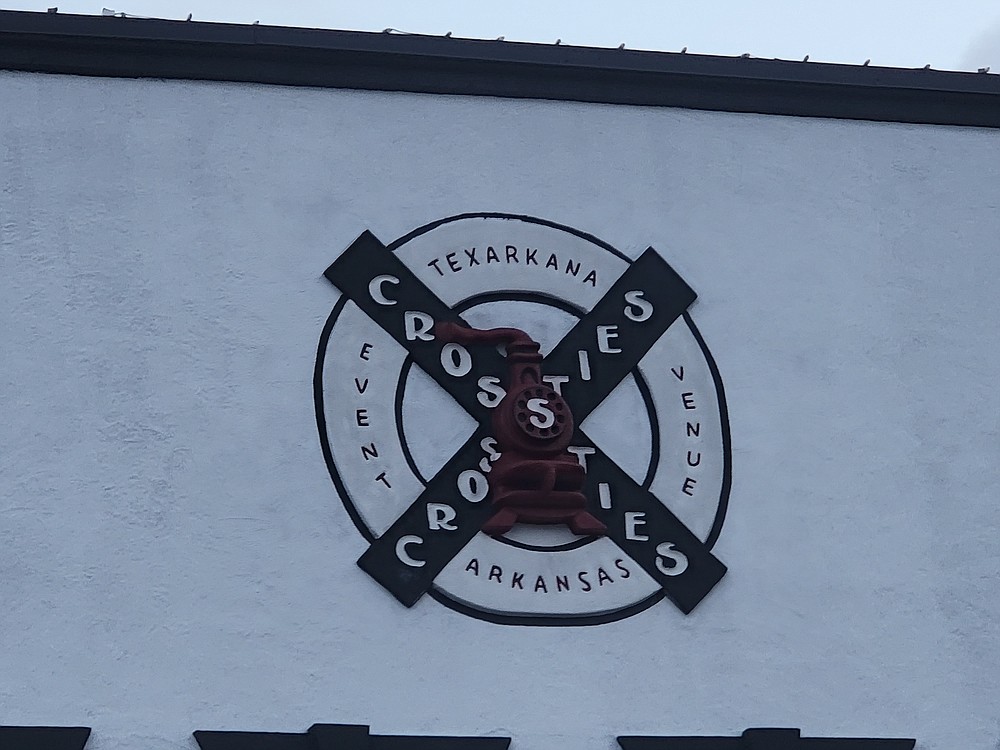 TEXARKANA
CROSSTIES
CROSSTIES
EVENT
VENUE
ARKANSAS